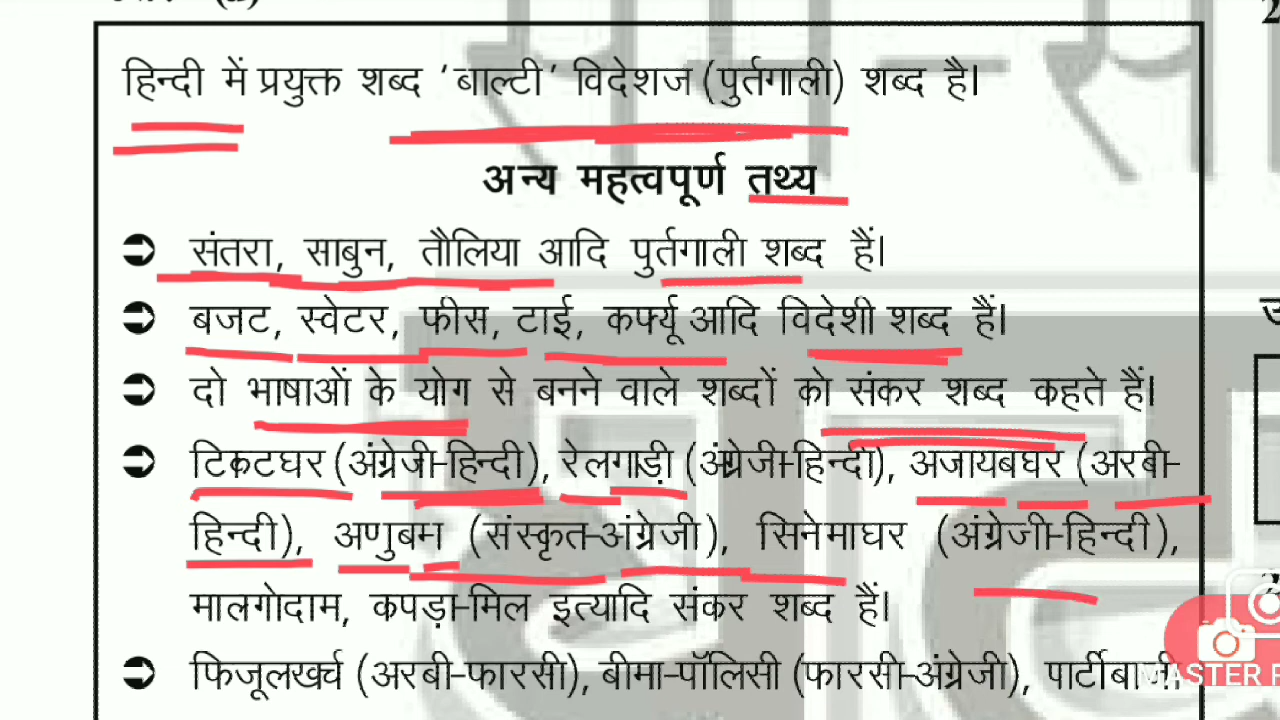 हिन्दी में प्रयुक्त शब्द 'बाल्टी' विदेशज (पुर्तगाली) शब्द है।
अन्य महत्वपूर्ण तथ्य
➲ संतरा, साबुन, तौलिया आदि पुर्तगाली शब्द हैं।
➲ बजट, स्वेटर, फीस, टाई, कर्फ्यू आदि विदेशी शब्द हैं।
➲ दो भाषाओं के योग से बनने वाले शब्दों को संकर शब्द कहते हैं।
➲ टिकटघर (अंग्रेजी-हिन्दी), रेलगाड़ी (अंग्रेजी-हिन्दी), अजायबघर (अरबी-
हिन्दी), अणुबम (संस्कृत-अंग्रेजी), सिनेमाघर (अंग्रेजी-हिन्दी),
मालगोदाम, कपड़ा-मिल इत्यादि संकर शब्द हैं।
➲ फिजूलखर्च (अरबी-फारसी), बीमा-पॉलिसी (फारसी-अंग्रेजी), पार्टीबाजी
MASTER